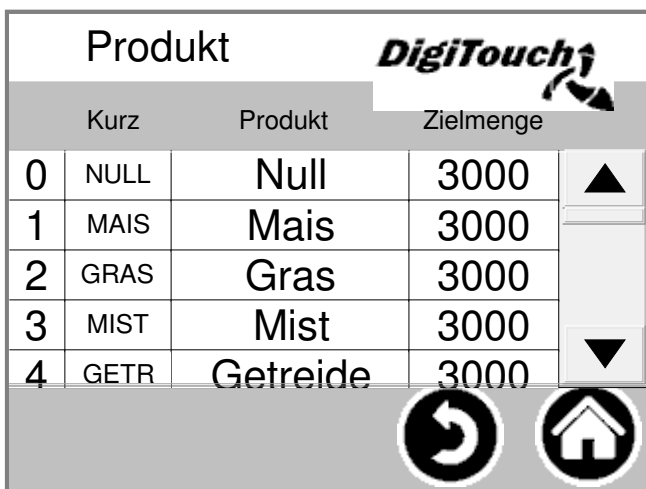 Produkt DigiTouch
Kurz Produkt Zielmenge
0 NULL Null 3000
1 MAIS Mais 3000
2 GRAS Gras 3000
3 MIST Mist 3000
4 GETR Getreide 3000